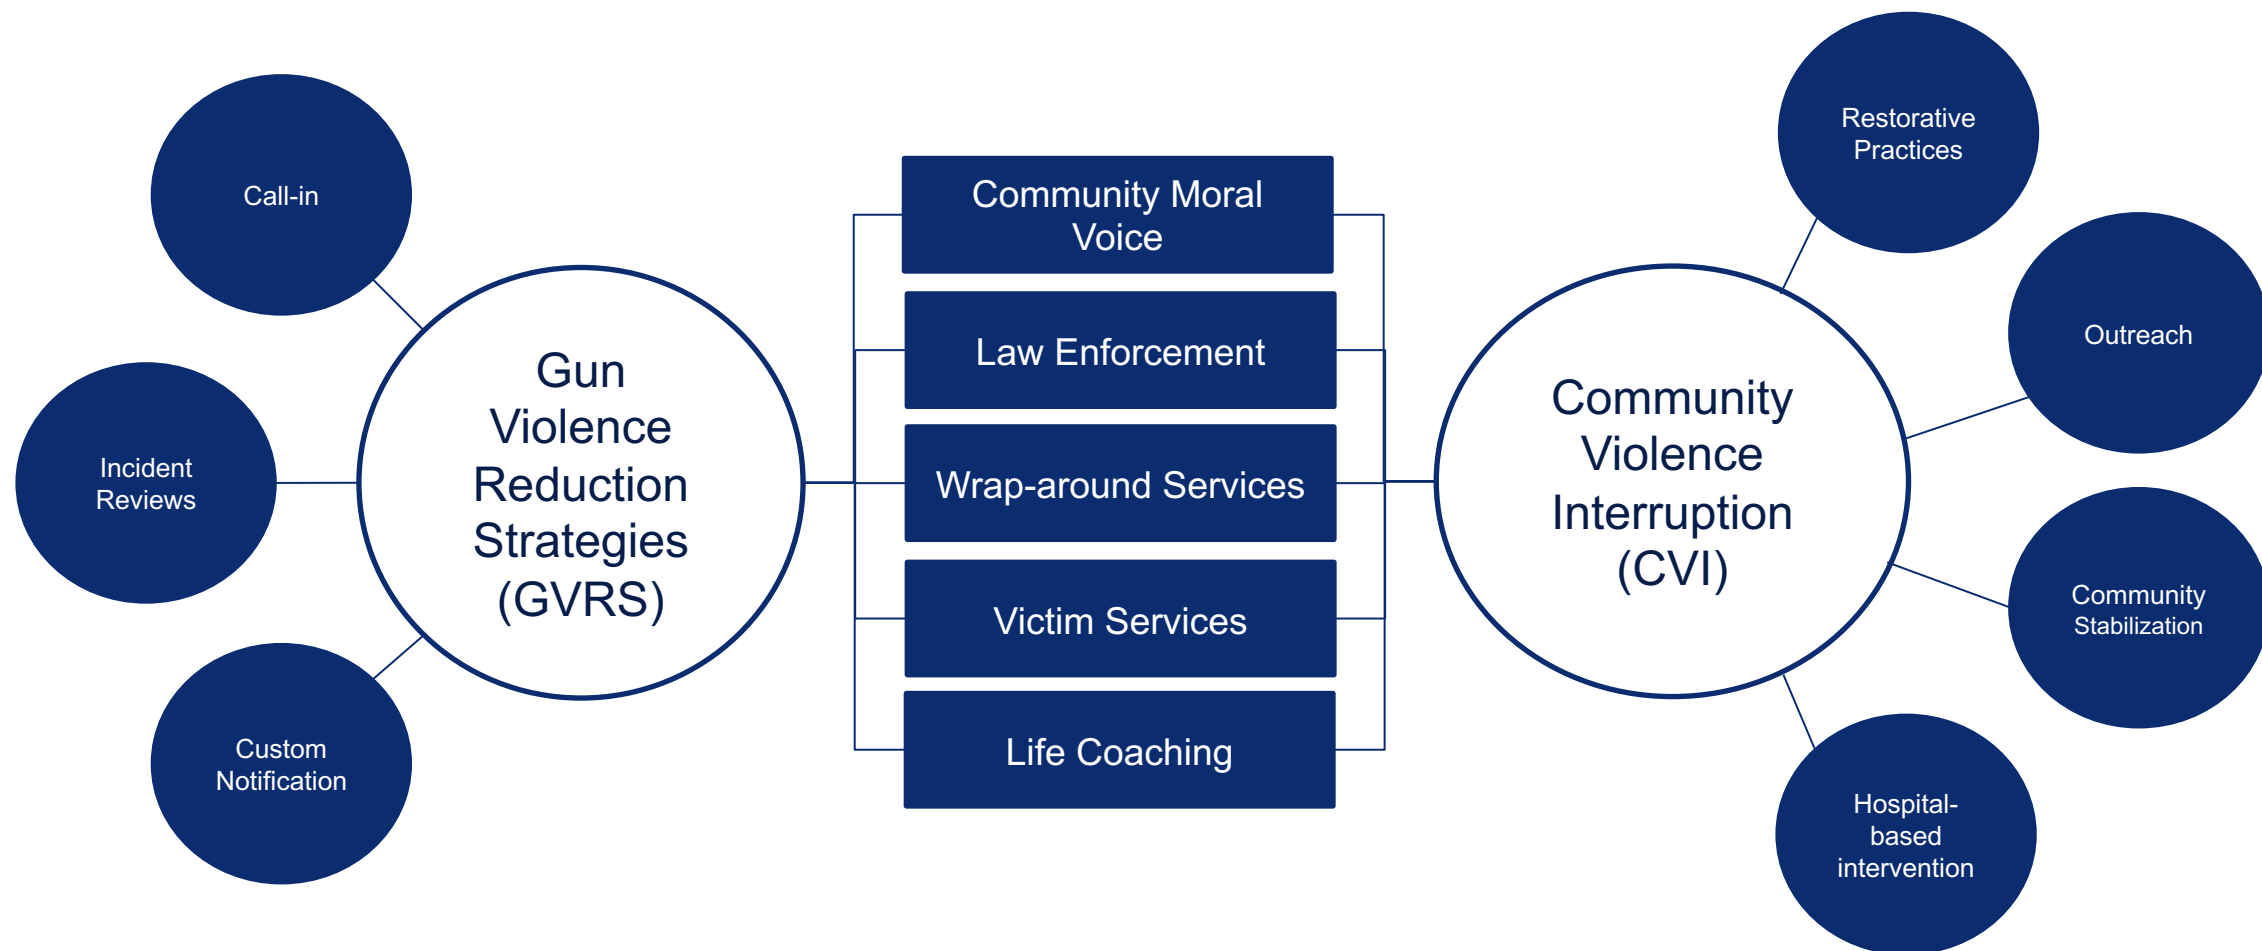 Call-in
Incident
Reviews
Custom
Notification
Gun
Violence
Reduction
Strategies
(GVRS)
Community Moral
Voice
Law Enforcement
Wrap-around Services
Victim Services
Life Coaching
Community
Violence
Interruption
(CVI)
Restorative
Practices
Outreach
Community
Stabilization
Hospital-
based
intervention